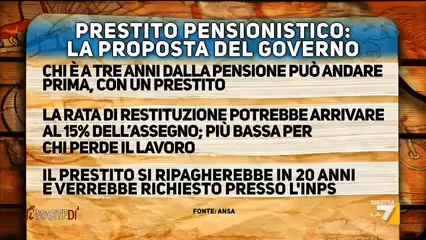 PRESTITO PENSIONISTICO:
LA PROPOSTA DEL GOVERNO
CHI È A TRE ANNI DALLA PENSIONE PUÒ ANDARE
PRIMA, CON UN PRESTITO
LA RATA DI RESTITUZIONE POTREBBE ARRIVARE
AL 15% DELL'ASSEGNO; PIÙ BASSA PER
CHI PERDE IL LAVORO
IL PRESTITO SI RIPAGHEREBBE IN 20 ANNI
E VERREBBE RICHIESTO PRESSO L'INPS
FONTE: ANSA
DIRETTA
LA7